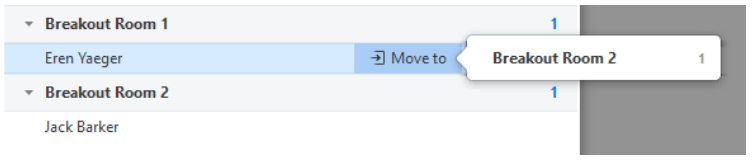 Breakout Room 1 1
Eren Yaeger Move to Breakout Room 2 1
Breakout Room 2 1
Jack Barker